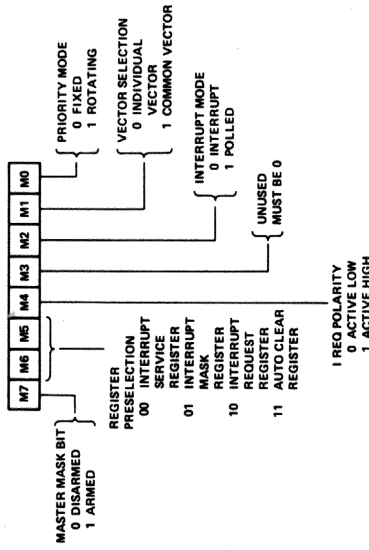 M7 M6 M5 M4 M3 M2 M1 M0
PRIORITY MODE
0 FIXED
1 ROTATING
VECTOR SELECTION
0 INDIVIDUAL
VECTOR
1 COMMON VECTOR
INTERRUPT MODE
0 INTERRUPT
1 POLLED
UNUSED
MUST BE 0
I REQ POLARITY
0 ACTIVE LOW
1 ACTIVE HIGH
REGISTER
PRESELECTION
00 INTERRUPT
SERVICE
REGISTER
01 INTERRUPT
MASK
REGISTER
10 INTERRUPT
REQUEST
REGISTER
11 AUTO CLEAR
REGISTER
MASTER MASK BIT
0 DISARMED
1 ARMED